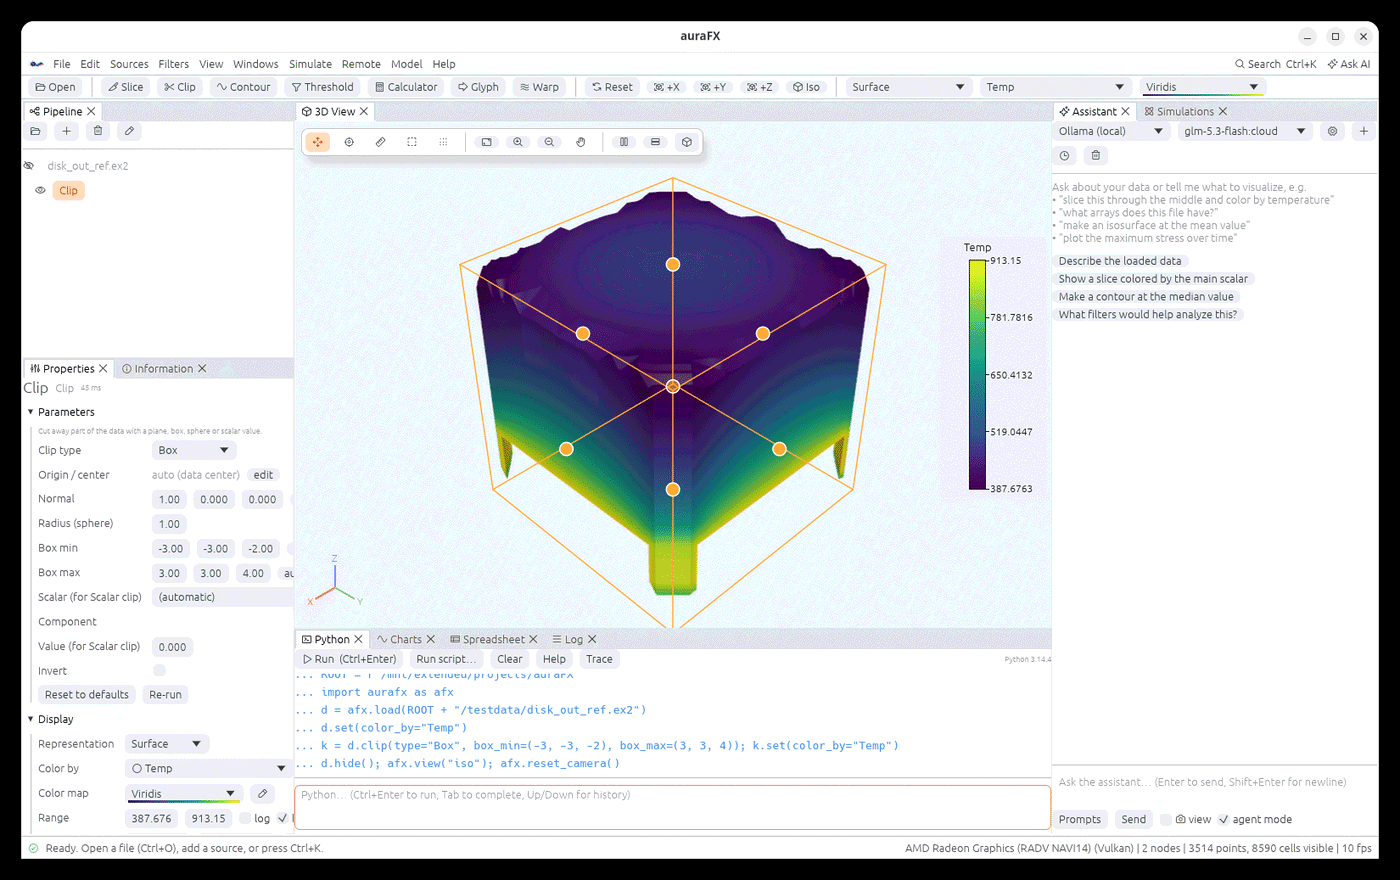 auraFX
File Edit Sources Filters View Windows Simulate Remote Model Help
Search Ctrl+K Ask AI
Open Slice Clip Contour Threshold Calculator Glyph Warp Reset +X +Y +Z Iso Surface Temp Viridis
Pipeline
disk_out_ref.ex2
Clip
Properties Information
Clip Clip 45 ms
Parameters
Cut away part of the data with a plane, box, sphere or scalar value.
Clip type Box
Origin / center auto (data center) edit
Normal 1.00 0.000 0.000
Radius (sphere) 1.00
Box min -3.00 -3.00 -2.00
Box max 3.00 3.00 4.00 au
Scalar (for Scalar clip) (automatic)
Component
Value (for Scalar clip) 0.000
Invert
Reset to defaults Re-run
Display
Representation Surface
Color by Temp
Color map Viridis
Range 387.676 913.15 log
3D View
Temp
913.15
781.7816
650.4132
519.0447
387.6763
Z
X Y
Python Charts Spreadsheet Log
Run (Ctrl+Enter) Run script... Clear Help Trace
Python 3.14.4
... ROOT = r"/mnt/extended/projects/auraFX"
... import aurafx as afx
... d = afx.load(ROOT + "/testdata/disk_out_ref.ex2")
... d.set(color_by="Temp")
... k = d.clip(type="Box", box_min=(-3, -3, -2), box_max=(3, 3, 4)); k.set(color_by="Temp")
... d.hide(); afx.view("iso"); afx.reset_camera()
Python... (Ctrl+Enter to run, Tab to complete, Up/Down for history)
Assistant Simulations
Ollama (local) glm-5.3-flash:cloud
Ask about your data or tell me what to visualize, e.g.
• "slice this through the middle and color by temperature"
• "what arrays does this file have?"
• "make an isosurface at the mean value"
• "plot the maximum stress over time"
Describe the loaded data
Show a slice colored by the main scalar
Make a contour at the median value
What filters would help analyze this?
Ask the assistant... (Enter to send, Shift+Enter for newline)
Prompts Send view agent mode
Ready. Open a file (Ctrl+O), add a source, or press Ctrl+K.
AMD Radeon Graphics (RADV NAVI14) (Vulkan) | 2 nodes | 3514 points, 8590 cells visible | 10 fps